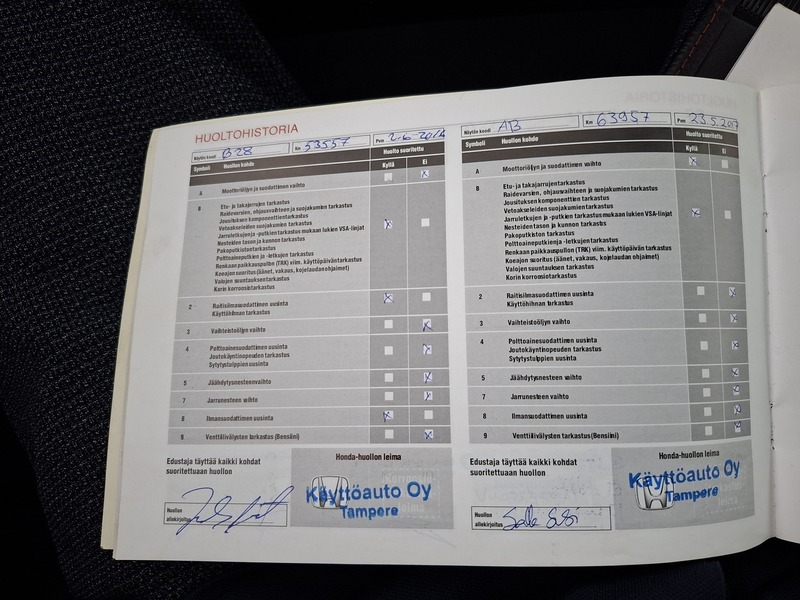 HUOLTOHISTORIA
Näytön koodi B28 Km 53557 Pvm 2.6.2016
Symboli Huollon kohde Huolto suoritettu
Kyllä Ei
A Moottoriöljyn ja suodattimen vaihto
B Etu- ja takajarrujen tarkastus
Raidevarsien, ohjausvaihteen ja suojakumien tarkastus
Jousituksen komponenttien tarkastus
Vetoakseleiden suojakumien tarkastus
Jarruletkujen ja -putkien tarkastus mukaan lukien VSA-linjat
Nesteiden tason ja kunnon tarkastus
Pakoputkiston tarkastus
Polttoaineputkien ja -letkujen tarkastus
Renkaan paikkauspullon (TRK) viim. käyttöpäivän tarkastus
Koeajon suoritus (äänet, vakaus, kojelaudan ohjaimet)
Valojen suuntauksen tarkastus
Korin korroosiotarkastus
2 Raitisilmasuodattimen uusinta
Käyttöhihnan tarkastus
3 Vaihteistoöljyn vaihto
4 Polttoainesuodattimen uusinta
Joutokäyntinopeuden tarkastus
Sytytystulppien uusinta
5 Jäähdytysnesteen vaihto
7 Jarrunesteen vaihto
8 Ilmansuodattimen uusinta
9 Venttiilivälysten tarkastus (Bensiini)
Edustaja täyttää kaikki kohdat
suoritettuaan huollon
Honda-huollon leima
Käyttöauto Oy
Tampere
Huollon
allekirjoitus
Näytön koodi AB Km 63957 Pvm 23.5.2017
Symboli Huollon kohde Huolto suoritettu
Kyllä Ei
A Moottoriöljyn ja suodattimen vaihto
B Etu- ja takajarrujen tarkastus
Raidevarsien, ohjausvaihteen ja suojakumien tarkastus
Jousituksen komponenttien tarkastus
Vetoakseleiden suojakumien tarkastus
Jarruletkujen ja -putkien tarkastus mukaan lukien VSA-linjat
Nesteiden tason ja kunnon tarkastus
Pakoputkiston tarkastus
Polttoaineputkien ja -letkujen tarkastus
Renkaan paikkauspullon (TRK) viim. käyttöpäivän tarkastus
Koeajon suoritus (äänet, vakaus, kojelaudan ohjaimet)
Valojen suuntauksen tarkastus
Korin korroosiotarkastus
2 Raitisilmasuodattimen uusinta
Käyttöhihnan tarkastus
3 Vaihteistoöljyn vaihto
4 Polttoainesuodattimen uusinta
Joutokäyntinopeuden tarkastus
Sytytystulppien uusinta
5 Jäähdytysnesteen vaihto
7 Jarrunesteen vaihto
8 Ilmansuodattimen uusinta
9 Venttiilivälysten tarkastus (Bensiini)
Edustaja täyttää kaikki kohdat
suoritettuaan huollon
Honda-huollon leima
Käyttöauto Oy
Tampere
Huollon
allekirjoitus